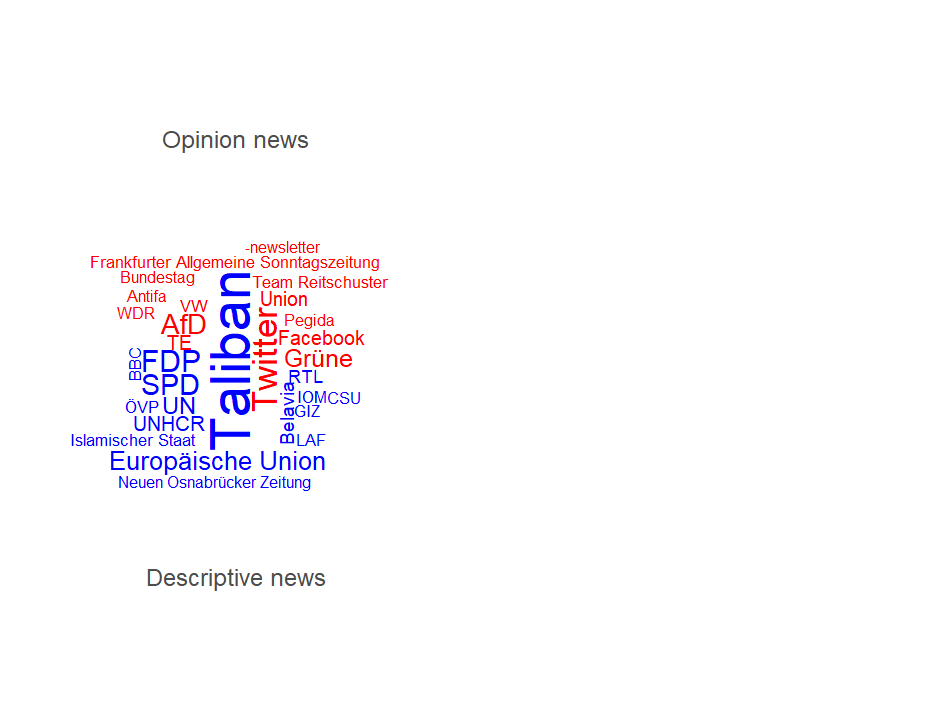 Opinion news
-newsletter
Frankfurter Allgemeine Sonntagszeitung
Bundestag
Team Reitschuster
Antifa
VW
Union
WDR
AfD
Pegida
TE
Facebook
Taliban
Twitter
Grüne
BBC
FDP
RTL
SPD
Belavia
IOM
CSU
ÖVP
UN
GIZ
UNHCR
Islamischer Staat
LAF
Europäische Union
Neuen Osnabrücker Zeitung
Descriptive news